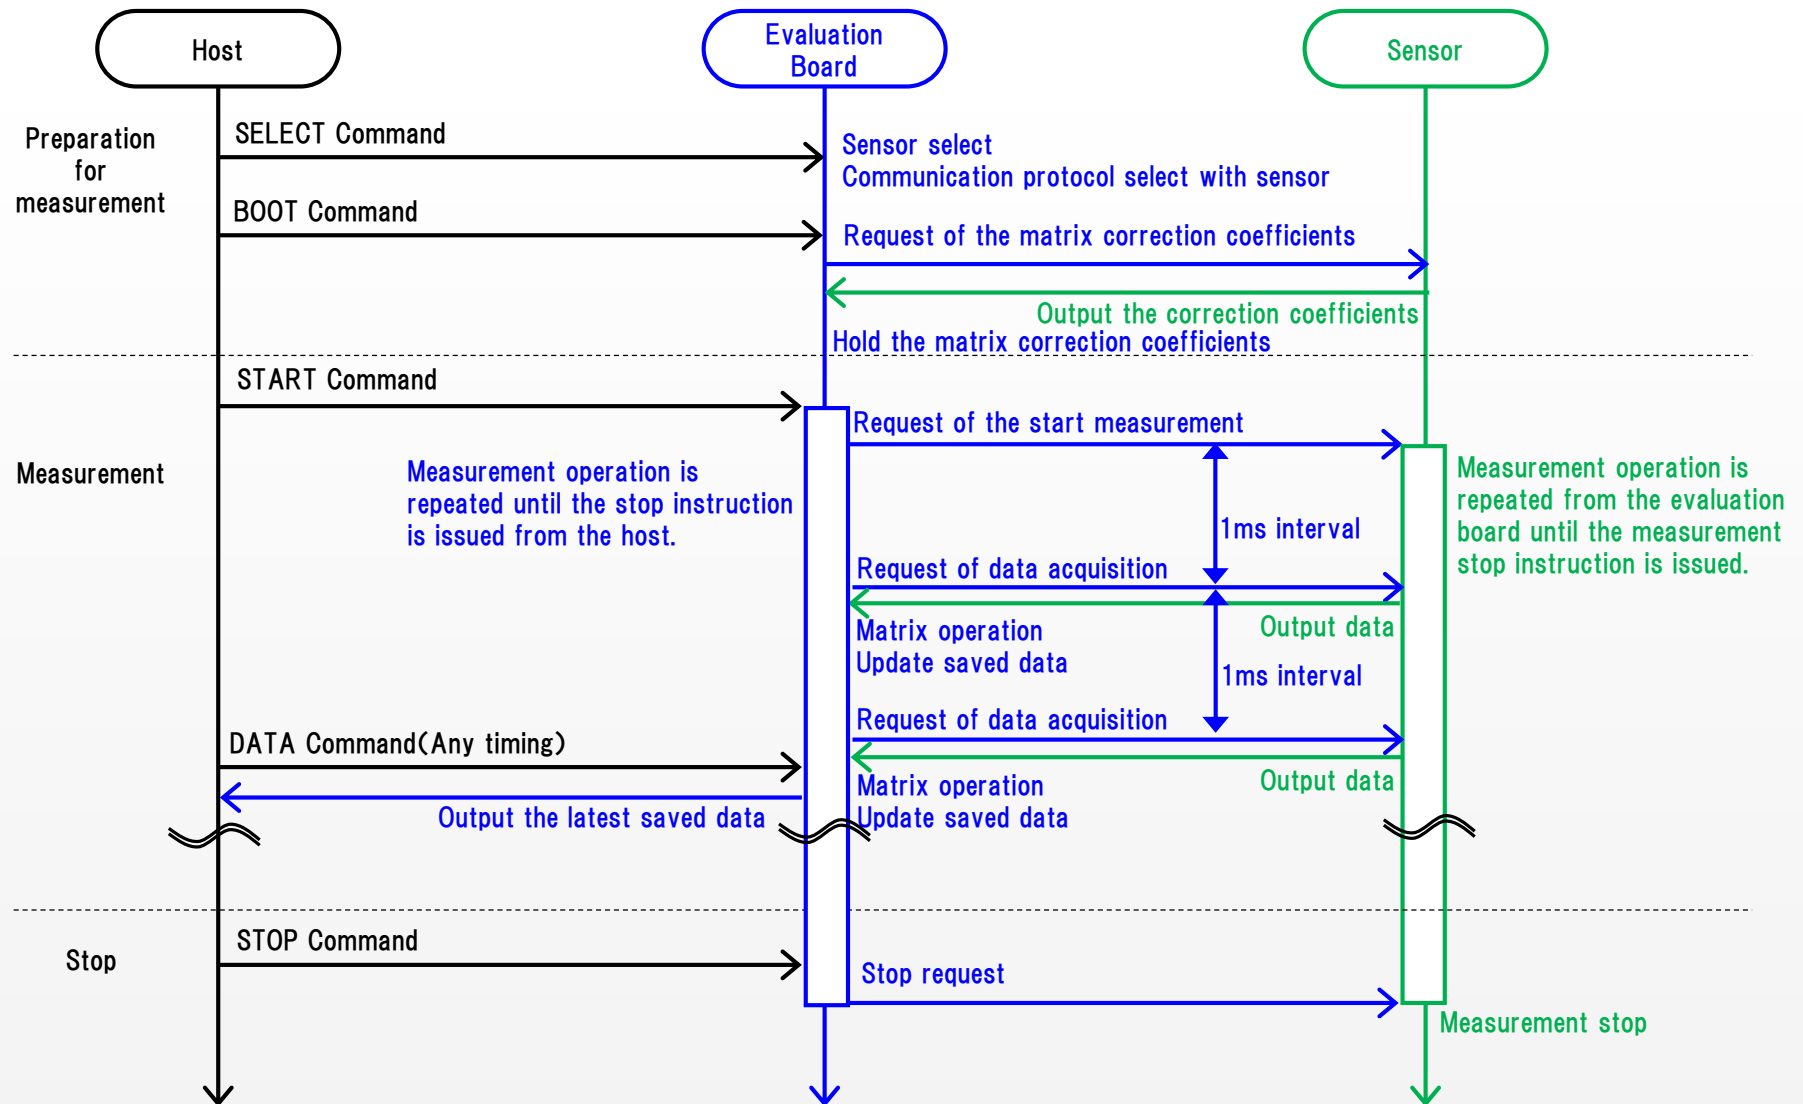 Host
Evaluation
Board
Sensor
Preparation
for
measurement
SELECT Command
Sensor select
Communication protocol select with sensor
BOOT Command
Request of the matrix correction coefficients
Output the correction coefficients
Hold the matrix correction coefficients
START Command
Request of the start measurement
Measurement
Measurement operation is
repeated until the stop instruction
is issued from the host.
1ms interval
Measurement operation is
repeated from the evaluation
board until the measurement
stop instruction is issued.
Request of data acquisition
Output data
Matrix operation
Update saved data
1ms interval
Request of data acquisition
DATA Command(Any timing)
Output data
Matrix operation
Update saved data
Output the latest saved data
Stop
STOP Command
Stop request
Measurement stop